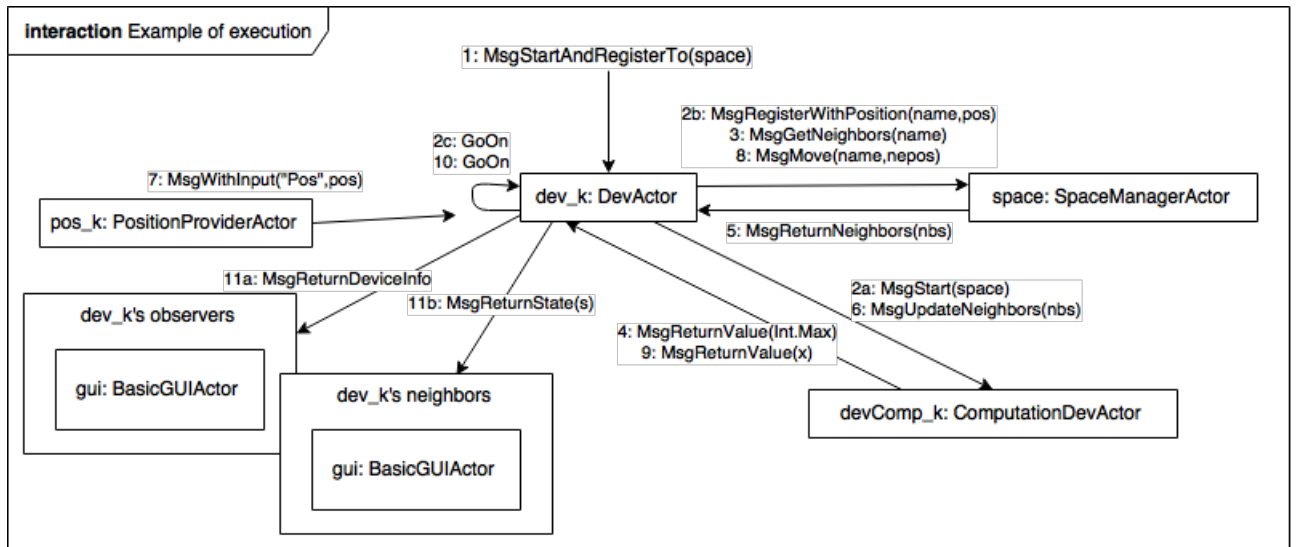 interaction Example of execution
1: MsgStartAndRegisterTo(space)
2b: MsgRegisterWithPosition(name,pos)
3: MsgGetNeighbors(name)
8: MsgMove(name,nepos)
2c: GoOn
10: GoOn
7: MsgWithInput("Pos",pos)
dev_k: DevActor
space: SpaceManagerActor
pos_k: PositionProviderActor
5: MsgReturnNeighbors(nbs)
11a: MsgReturnDeviceInfo
11b: MsgReturnState(s)
2a: MsgStart(space)
6: MsgUpdateNeighbors(nbs)
dev_k's observers
4: MsgReturnValue(Int.Max)
9: MsgReturnValue(x)
gui: BasicGUIActor
dev_k's neighbors
devComp_k: ComputationDevActor
gui: BasicGUIActor